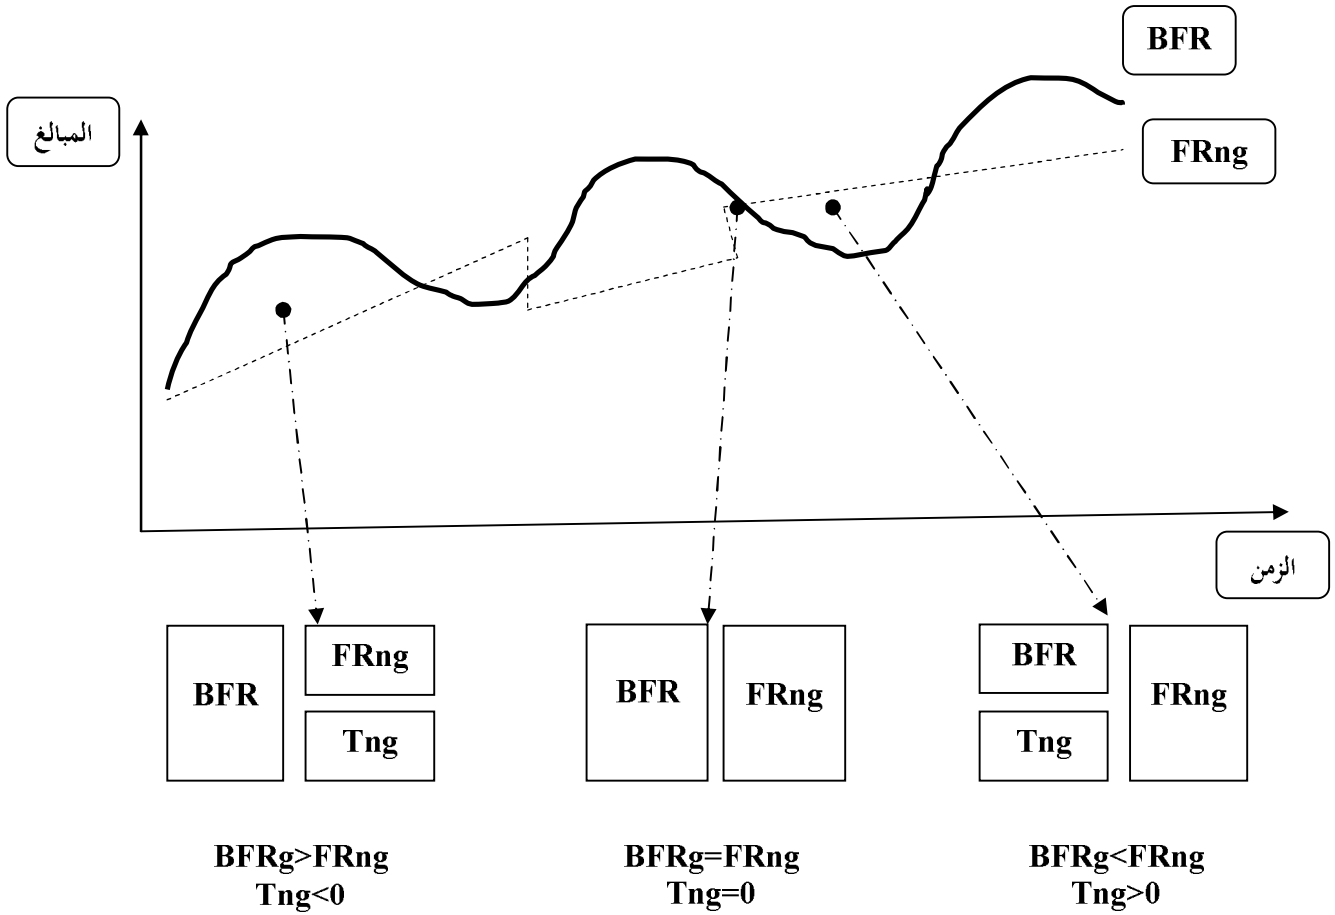 BFR
المبالغ
FRng
الزمن
BFR
FRng
Tng
BFR
FRng
BFR
Tng
FRng
BFRg>FRng
Tng<0
BFRg=FRng
Tng=0
BFRg<FRng
Tng>0